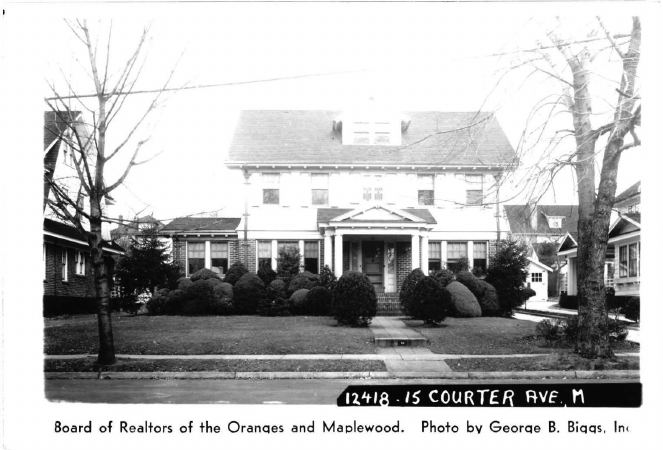 12418 - 15 COURTER AVE., M
Board of Realtors of the Oranges and Maplewood. Photo by George B. Biggs, Inc